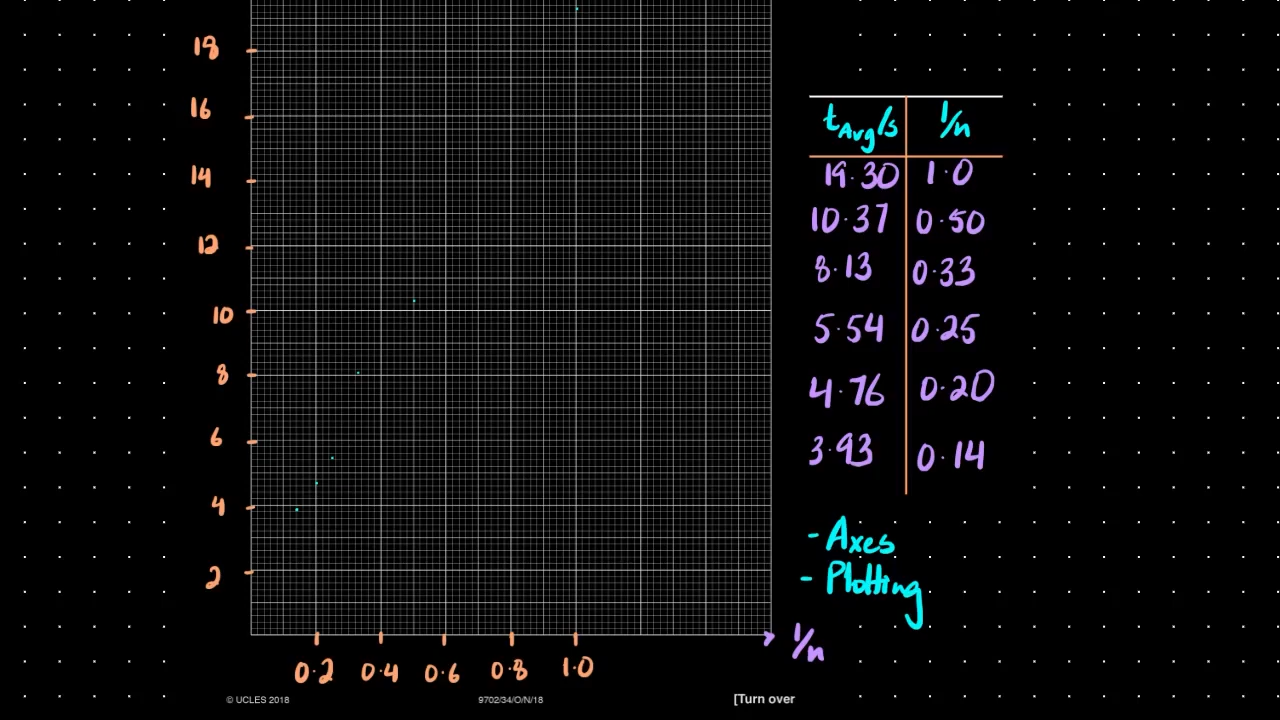 18
16
14
12
10
8
6
4
2
0.2 0.4 0.6 0.8 1.0
1/n
tAvg/s 1/n
19.30 1.0
10.37 0.50
8.13 0.33
5.54 0.25
4.76 0.20
3.93 0.14
- Axes
- Plotting
© UCLES 2018 9702/34/O/N/18 [Turn over